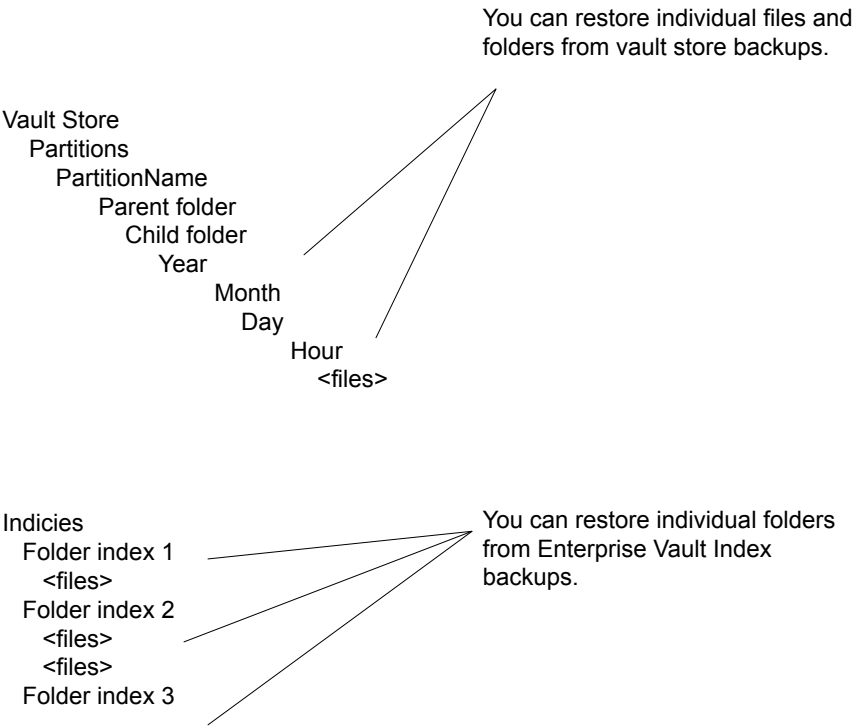 You can restore individual files and
folders from vault store backups.
Vault Store
Partitions
PartitionName
Parent folder
Child folder
Year
Month
Day
Hour
<files>
Indicies
Folder index 1
<files>
Folder index 2
<files>
<files>
Folder index 3
You can restore individual folders
from Enterprise Vault Index
backups.